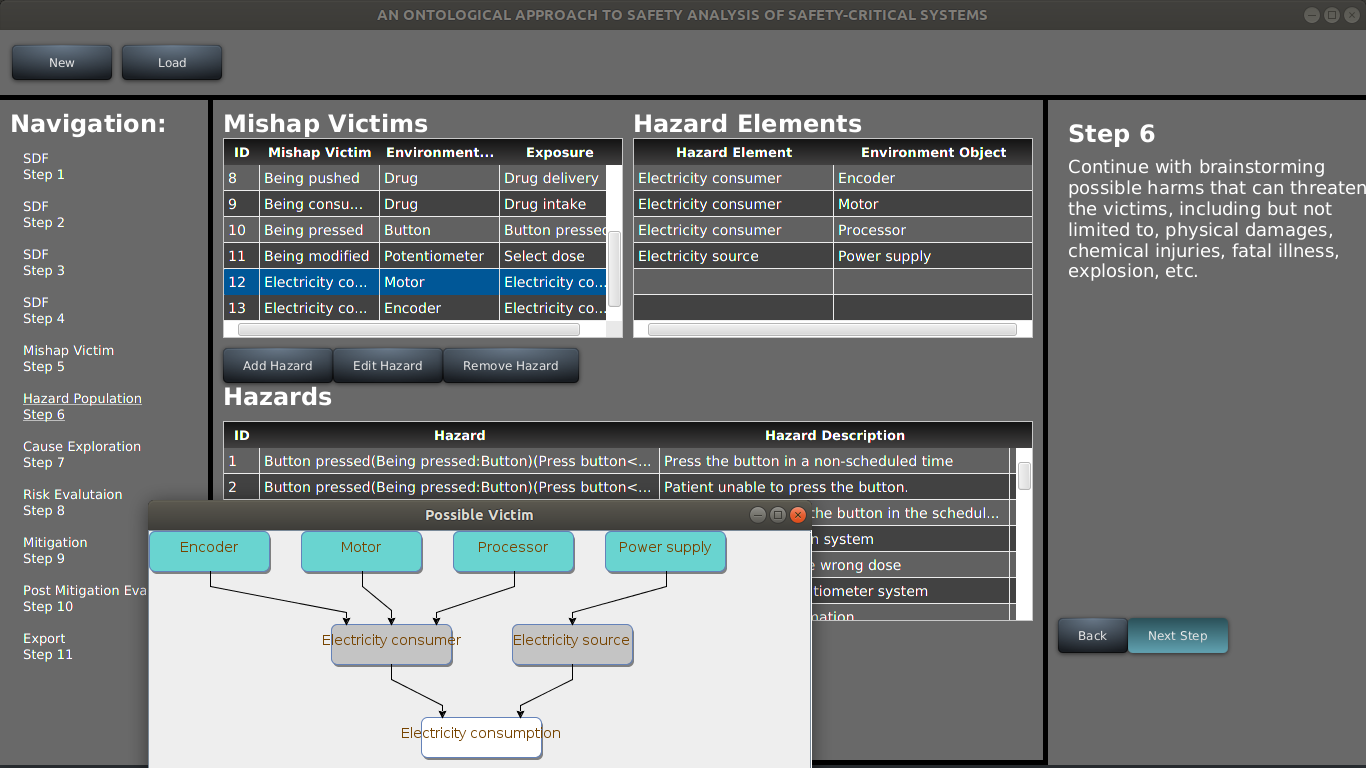 AN ONTOLOGICAL APPROACH TO SAFETY ANALYSIS OF SAFETY-CRITICAL SYSTEMS
New Load
Navigation:
SDF
Step 1
SDF
Step 2
SDF
Step 3
SDF
Step 4
Mishap Victim
Step 5
Hazard Population
Step 6
Cause Exploration
Step 7
Risk Evalutaion
Step 8
Mitigation
Step 9
Post Mitigation Eva
Step 10
Export
Step 11
Mishap Victims
ID Mishap Victim Environment... Exposure
8 Being pushed Drug Drug delivery
9 Being consu... Drug Drug intake
10 Being pressed Button Button pressed
11 Being modified Potentiometer Select dose
12 Electricity co... Motor Electricity co...
13 Electricity co... Encoder Electricity co...
Hazard Elements
Hazard Element Environment Object
Electricity consumer Encoder
Electricity consumer Motor
Electricity consumer Processor
Electricity source Power supply
Add Hazard Edit Hazard Remove Hazard
Hazards
ID Hazard Hazard Description
1 Button pressed(Being pressed:Button)(Press button<... Press the button in a non-scheduled time
2 Button pressed(Being pressed:Button)(Press button<... Patient unable to press the button.
the button in the schedul...
system
wrong dose
tiometer system
Possible Victim
Encoder Motor Processor Power supply
Electricity consumer Electricity source
Electricity consumption
Step 6
Continue with brainstorming
possible harms that can threaten
the victims, including but not
limited to, physical damages,
chemical injuries, fatal illness,
explosion, etc.
Back Next Step